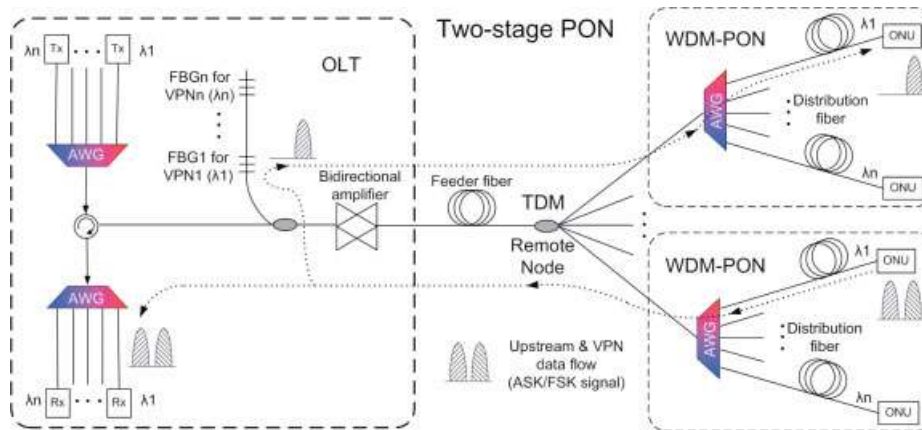 Two-stage PON
OLT
λn Tx Tx λ1
AWG
FBGn for
VPNn (λn)
FBG1 for
VPN1 (λ1)
Bidirectional
amplifier
AWG
λn Rx Rx λ1
Feeder fiber
TDM
Remote
Node
Upstream & VPN
data flow
(ASK/FSK signal)
WDM-PON
λ1
ONU
AWG
Distribution
fiber
λn
ONU
WDM-PON
λ1
ONU
AWG
Distribution
fiber
λn
ONU